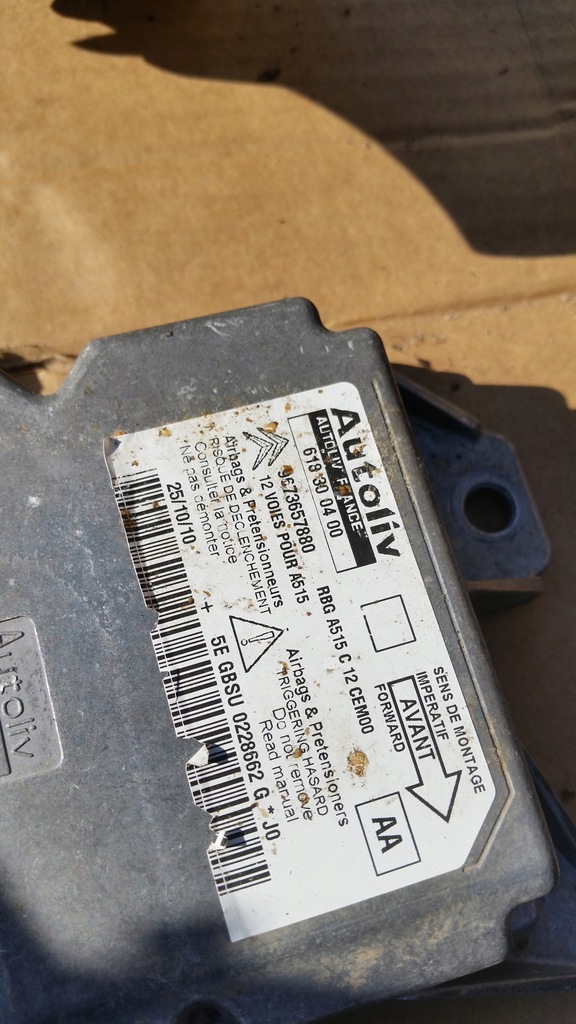 Autoliv
AUTOLIV FRANCE
618 30 04 00
9673657880 RBG A515 C 12 CEM00
12 VOIES POUR A515
Airbags & Pretensionneurs
RISQUE DE DECLENCHEMENT
Consulter la notice
Ne pas démonter
SENS DE MONTAGE
IMPERATIF
AVANT
FORWARD
AA
Airbags & Pretensioners
TRIGGERING HASARD
Do not remove
Read manual
25/10/10 + 5E GBSU 0228662 G * J0
Autoliv